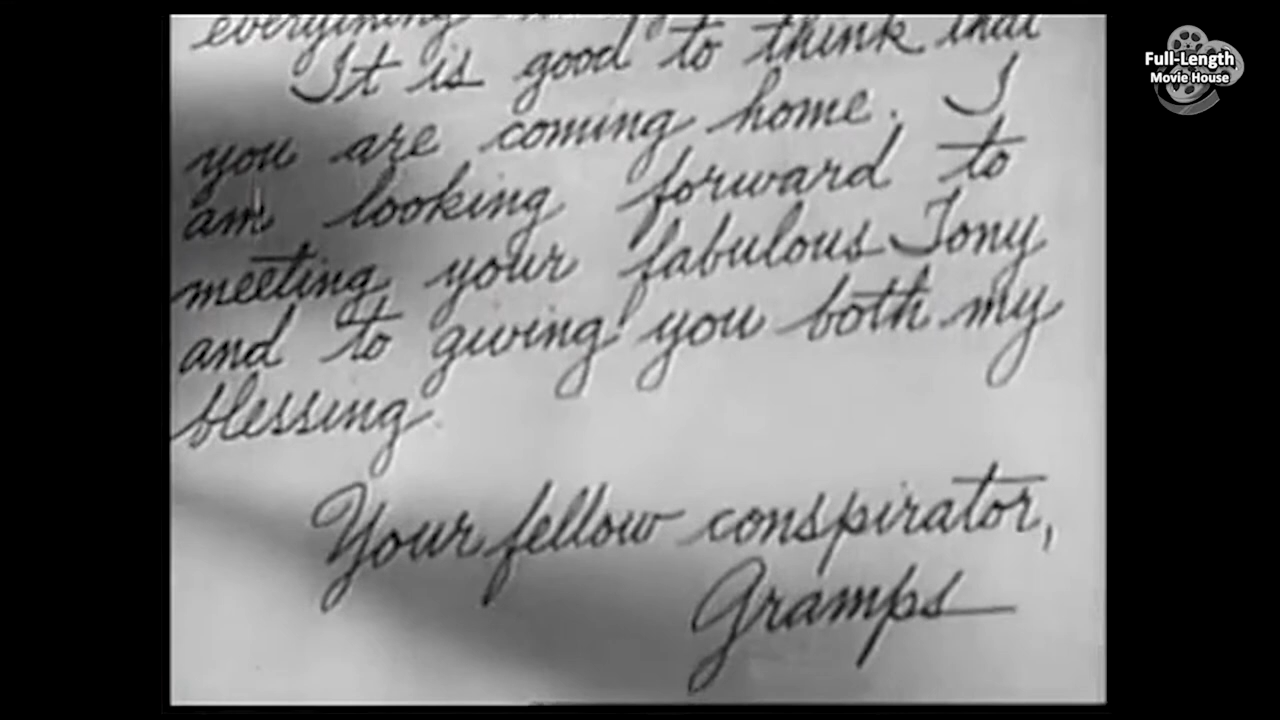 everything
It is good to think that
you are coming home. I
am looking forward to
meeting your fabulous Tony
and to giving you both my
blessing.
Your fellow conspirator,
Gramps
Full-Length
Movie House